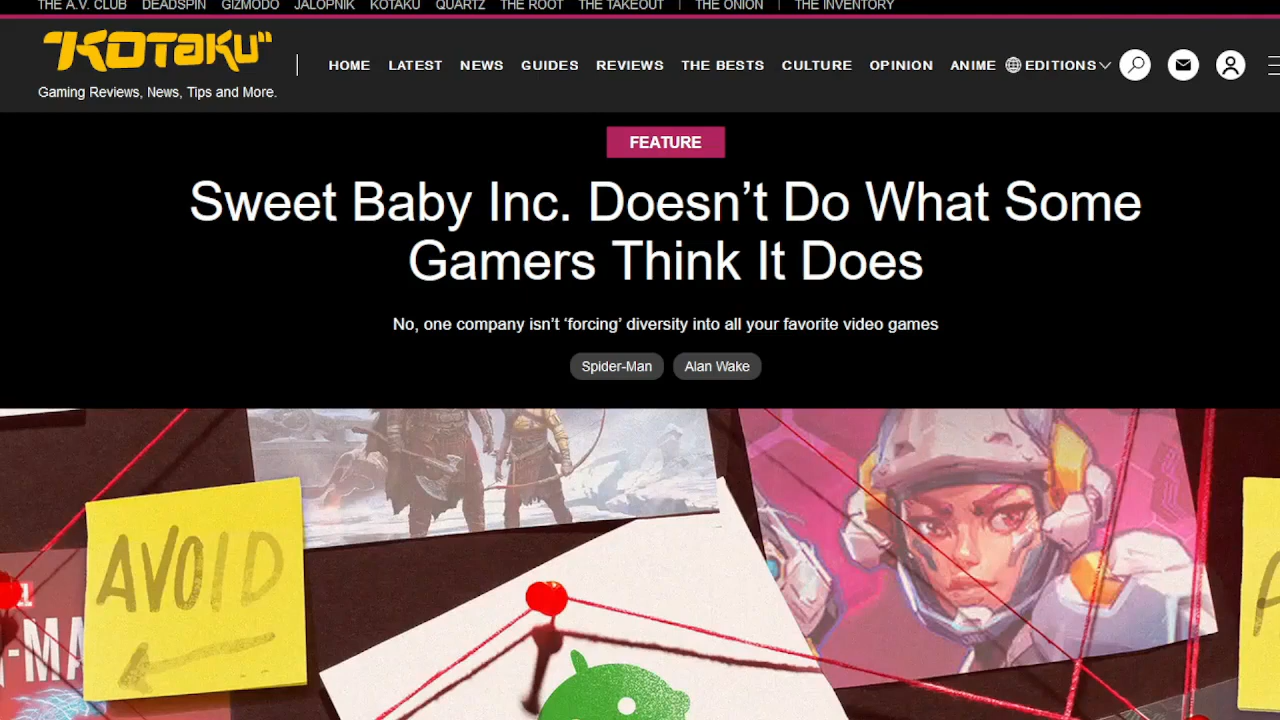 THE A.V. CLUB DEADSPIN GIZMODO JALOPNIK KOTAKU QUARTZ THE ROOT THE TAKEOUT | THE ONION | THE INVENTORY
KOTaKU
Gaming Reviews, News, Tips and More.
HOME LATEST NEWS GUIDES REVIEWS THE BESTS CULTURE OPINION ANIME EDITIONS
FEATURE
Sweet Baby Inc. Doesn’t Do What Some
Gamers Think It Does
No, one company isn’t ‘forcing’ diversity into all your favorite video games
Spider-Man Alan Wake
AVOID
-MA